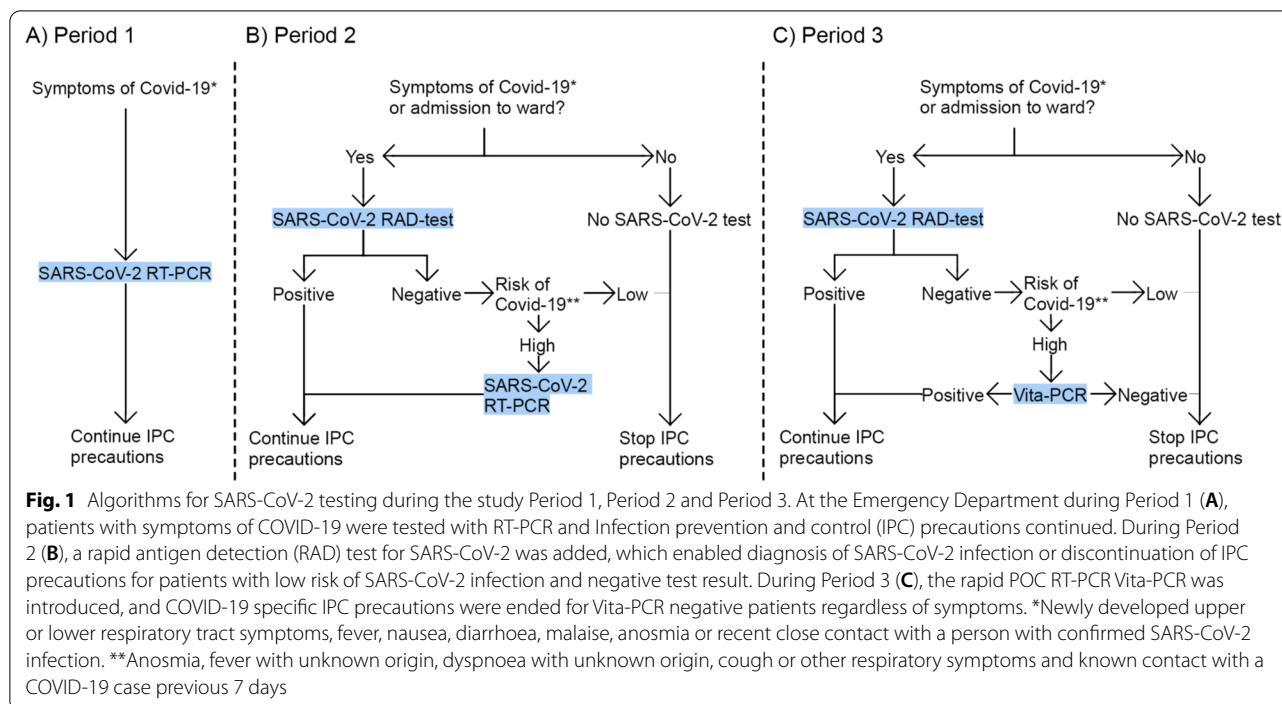 A) Period 1
Symptoms of Covid-19*
SARS-CoV-2 RT-PCR
Continue IPC
precautions
B) Period 2
Symptoms of Covid-19*
or admission to ward?
Yes
No
SARS-CoV-2 RAD-test
No SARS-CoV-2 test
Positive
Negative
Risk of
Covid-19**
Low
High
SARS-CoV-2
RT-PCR
Continue IPC
precautions
Stop IPC
precautions
C) Period 3
Symptoms of Covid-19*
or admission to ward?
Yes
No
SARS-CoV-2 RAD-test
No SARS-CoV-2 test
Positive
Negative
Risk of
Covid-19**
Low
High
Positive
Vita-PCR
Negative
Continue IPC
precautions
Stop IPC
precautions
Fig. 1 Algorithms for SARS-CoV-2 testing during the study Period 1, Period 2 and Period 3. At the Emergency Department during Period 1 (A),
patients with symptoms of COVID-19 were tested with RT-PCR and Infection prevention and control (IPC) precautions continued. During Period
2 (B), a rapid antigen detection (RAD) test for SARS-CoV-2 was added, which enabled diagnosis of SARS-CoV-2 infection or discontinuation of IPC
precautions for patients with low risk of SARS-CoV-2 infection and negative test result. During Period 3 (C), the rapid POC RT-PCR Vita-PCR was
introduced, and COVID-19 specific IPC precautions were ended for Vita-PCR negative patients regardless of symptoms. *Newly developed upper
or lower respiratory tract symptoms, fever, nausea, diarrhoea, malaise, anosmia or recent close contact with a person with confirmed SARS-CoV-2
infection. **Anosmia, fever with unknown origin, dyspnoea with unknown origin, cough or other respiratory symptoms and known contact with a
COVID-19 case previous 7 days